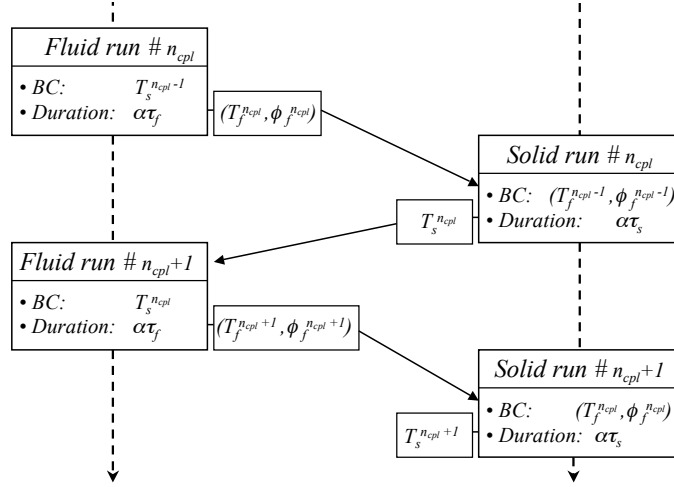 Fluid run # n_cpl
• BC: T_s^{n_cpl-1}
• Duration: ατ_f
(T_f^{n_cpl}, ϕ_f^{n_cpl})
Solid run # n_cpl
• BC: (T_f^{n_cpl-1}, ϕ_f^{n_cpl-1})
• Duration: ατ_s
T_s^{n_cpl}
Fluid run # n_cpl+1
• BC: T_s^{n_cpl}
• Duration: ατ_f
(T_f^{n_cpl+1}, ϕ_f^{n_cpl+1})
Solid run # n_cpl+1
• BC: (T_f^{n_cpl}, ϕ_f^{n_cpl})
• Duration: ατ_s
T_s^{n_cpl+1}